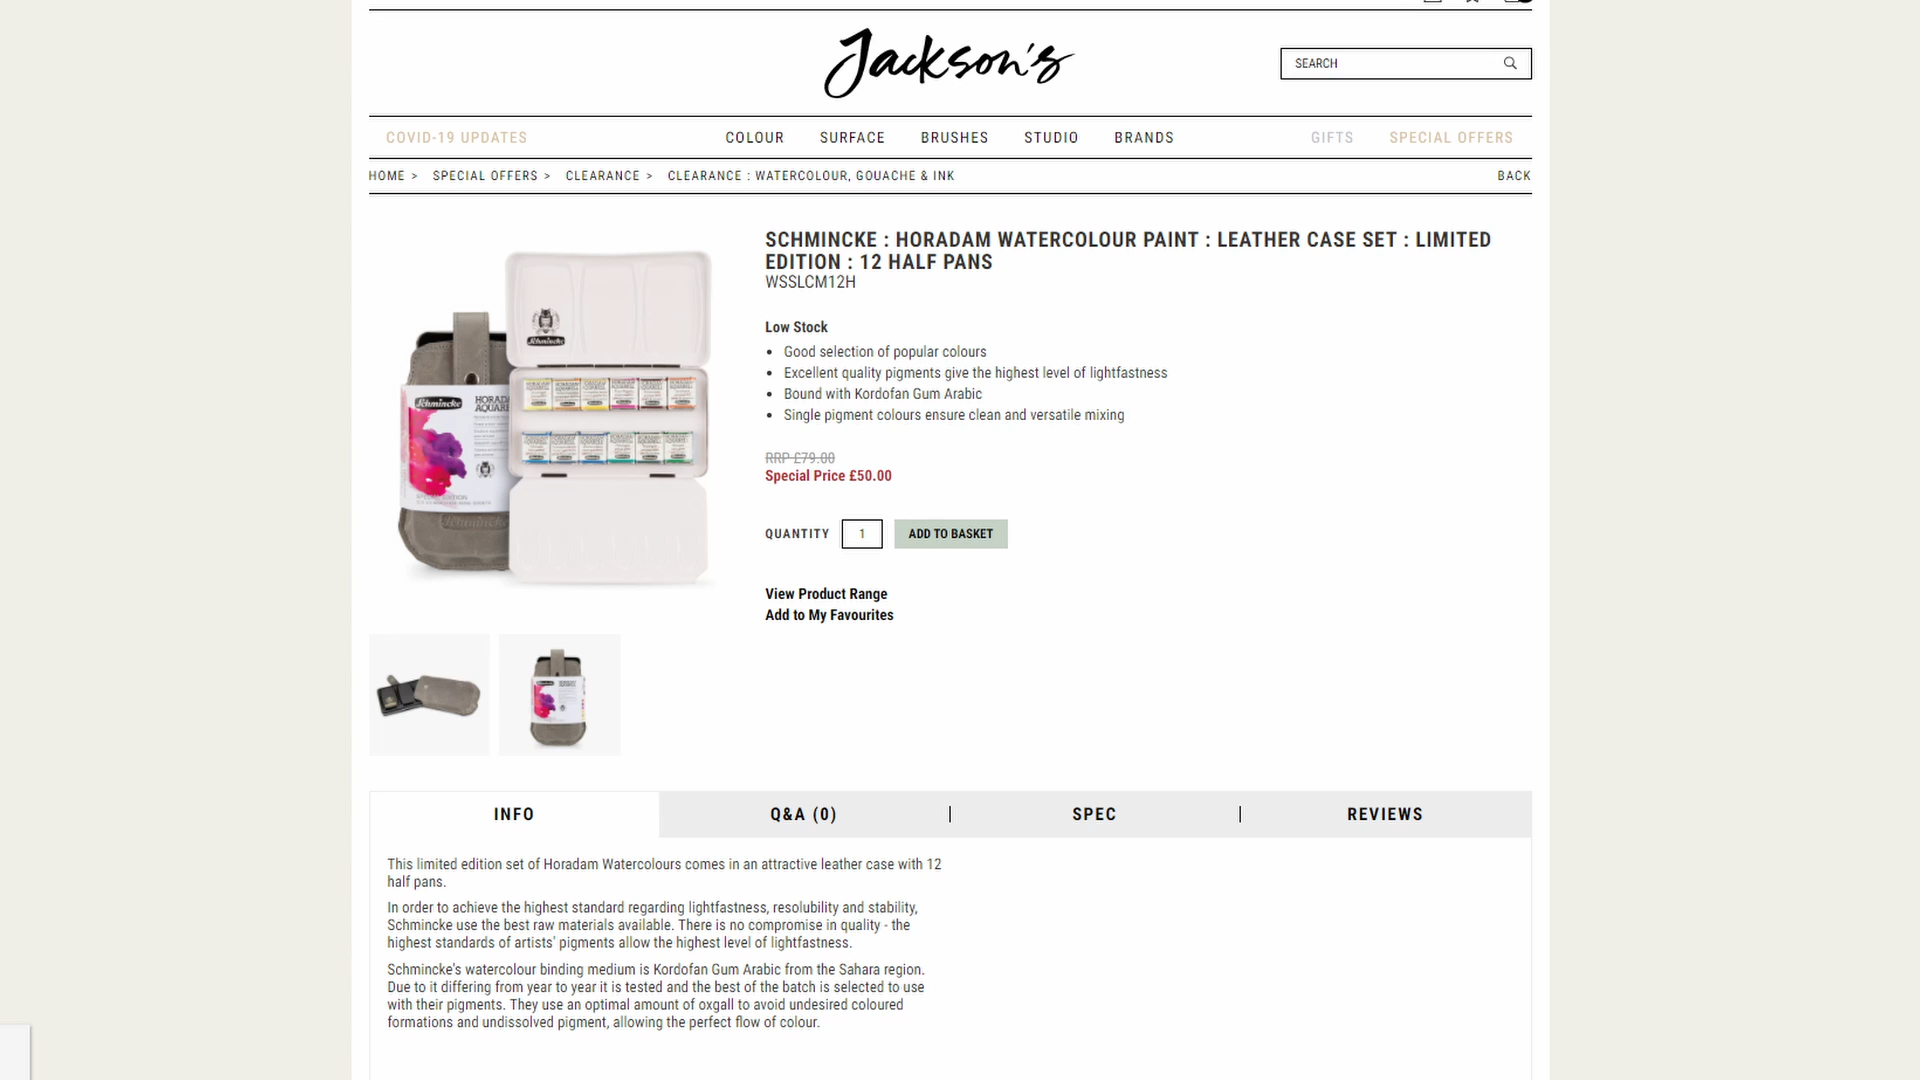 Jackson's
SEARCH
COVID-19 UPDATES
COLOUR
SURFACE
BRUSHES
STUDIO
BRANDS
GIFTS
SPECIAL OFFERS
HOME > SPECIAL OFFERS > CLEARANCE > CLEARANCE : WATERCOLOUR, GOUACHE & INK
BACK
Schmincke
Schmincke
HORADAM
AQUARELL
Schmincke
SCHMINCKE : HORADAM WATERCOLOUR PAINT : LEATHER CASE SET : LIMITED
EDITION : 12 HALF PANS
WSSLCM12H
Low Stock
• Good selection of popular colours
• Excellent quality pigments give the highest level of lightfastness
• Bound with Kordofan Gum Arabic
• Single pigment colours ensure clean and versatile mixing
RRP £79.00
Special Price £50.00
QUANTITY
1
ADD TO BASKET
View Product Range
Add to My Favourites
INFO
Q&A (0)
SPEC
REVIEWS
This limited edition set of Horadam Watercolours comes in an attractive leather case with 12
half pans.
In order to achieve the highest standard regarding lightfastness, resolubility and stability,
Schmincke use the best raw materials available. There is no compromise in quality - the
highest standards of artists' pigments allow the highest level of lightfastness.
Schmincke's watercolour binding medium is Kordofan Gum Arabic from the Sahara region.
Due to it differing from year to year it is tested and the best of the batch is selected to use
with their pigments. They use an optimal amount of oxgall to avoid undesired coloured
formations and undissolved pigment, allowing the perfect flow of colour.